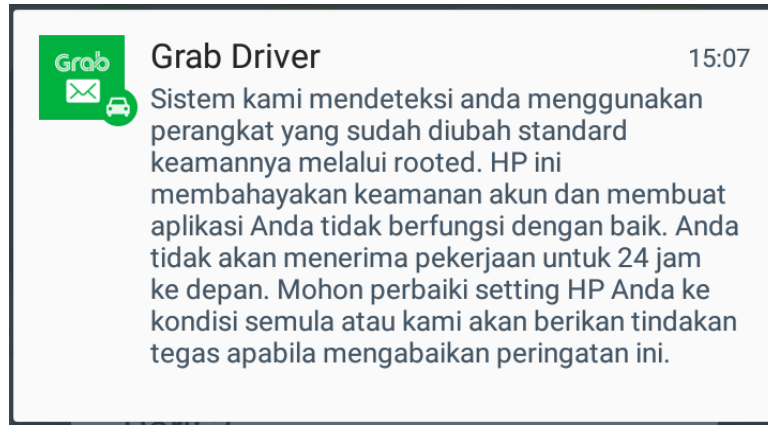 Grab
Grab Driver
15:07
Sistem kami mendeteksi anda menggunakan
perangkat yang sudah diubah standard
keamannya melalui rooted. HP ini
membahayakan keamanan akun dan membuat
aplikasi Anda tidak berfungsi dengan baik. Anda
tidak akan menerima pekerjaan untuk 24 jam
ke depan. Mohon perbaiki setting HP Anda ke
kondisi semula atau kami akan berikan tindakan
tegas apabila mengabaikan peringatan ini.